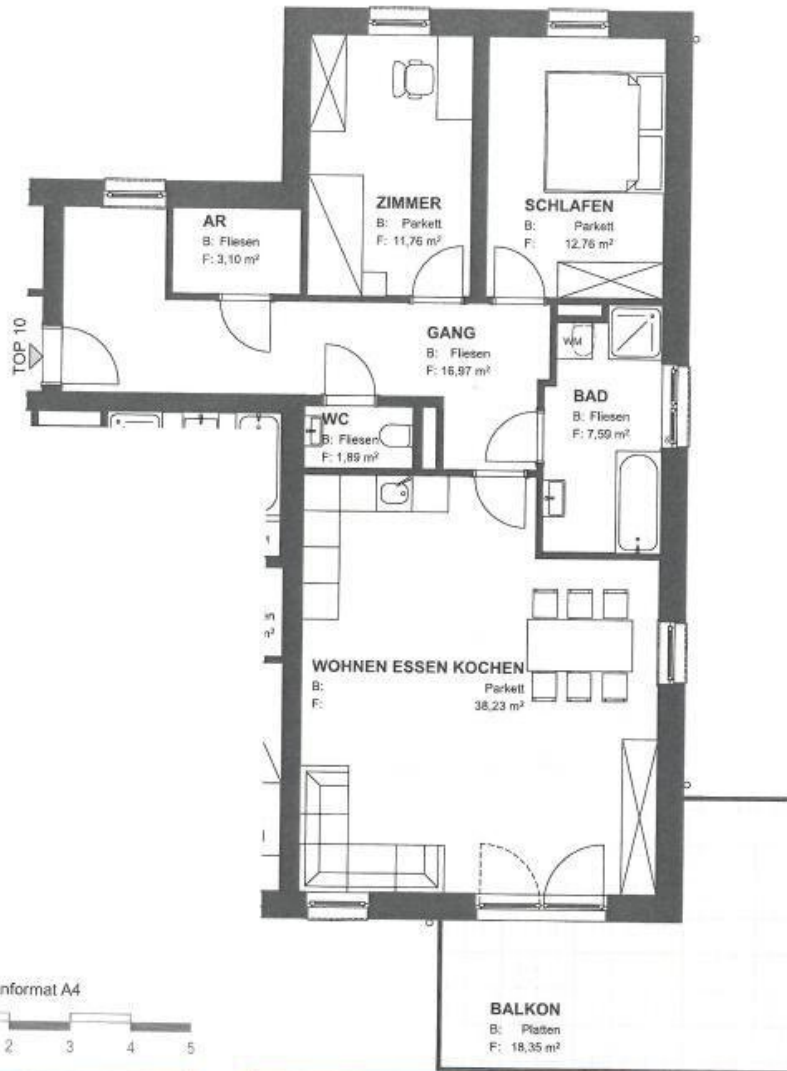 ZIMMER
B: Parkett
F: 11,76 m²
SCHLAFEN
B: Parkett
F: 12,76 m²
AR
B: Fliesen
F: 3,10 m²
TOP 10
GANG
B: Fliesen
F: 16,97 m²
WM
BAD
B: Fliesen
F: 7,59 m²
WC
B: Fliesen
F: 1,89 m²
WOHNEN ESSEN KOCHEN
B: Parkett
F: 38,23 m²
nformat A4
2 3 4 5
BALKON
B: Platten
F: 18,35 m²